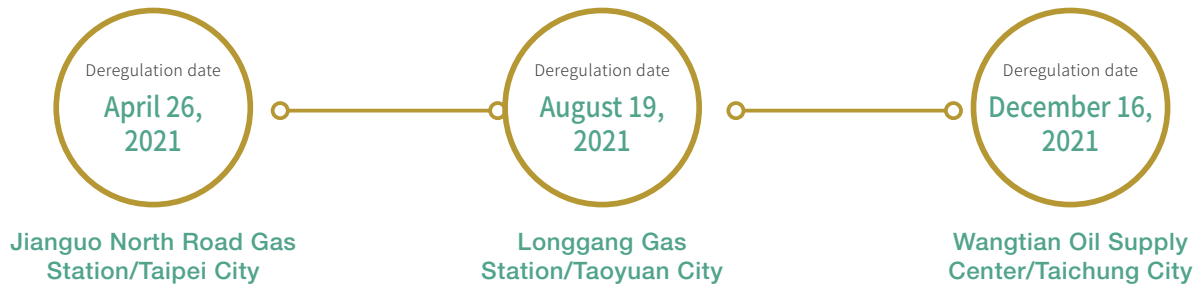 Deregulation date
April 26,
2021
Jianguo North Road Gas
Station/Taipei City
Deregulation date
August 19,
2021
Longgang Gas
Station/Taoyuan City
Deregulation date
December 16,
2021
Wangtian Oil Supply
Center/Taichung City